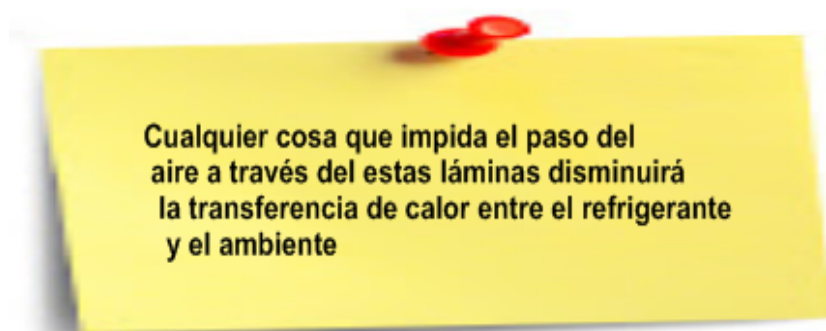 Cualquier cosa que impida el paso del
aire a través del estas láminas disminuirá
la transferencia de calor entre el refrigerante
y el ambiente